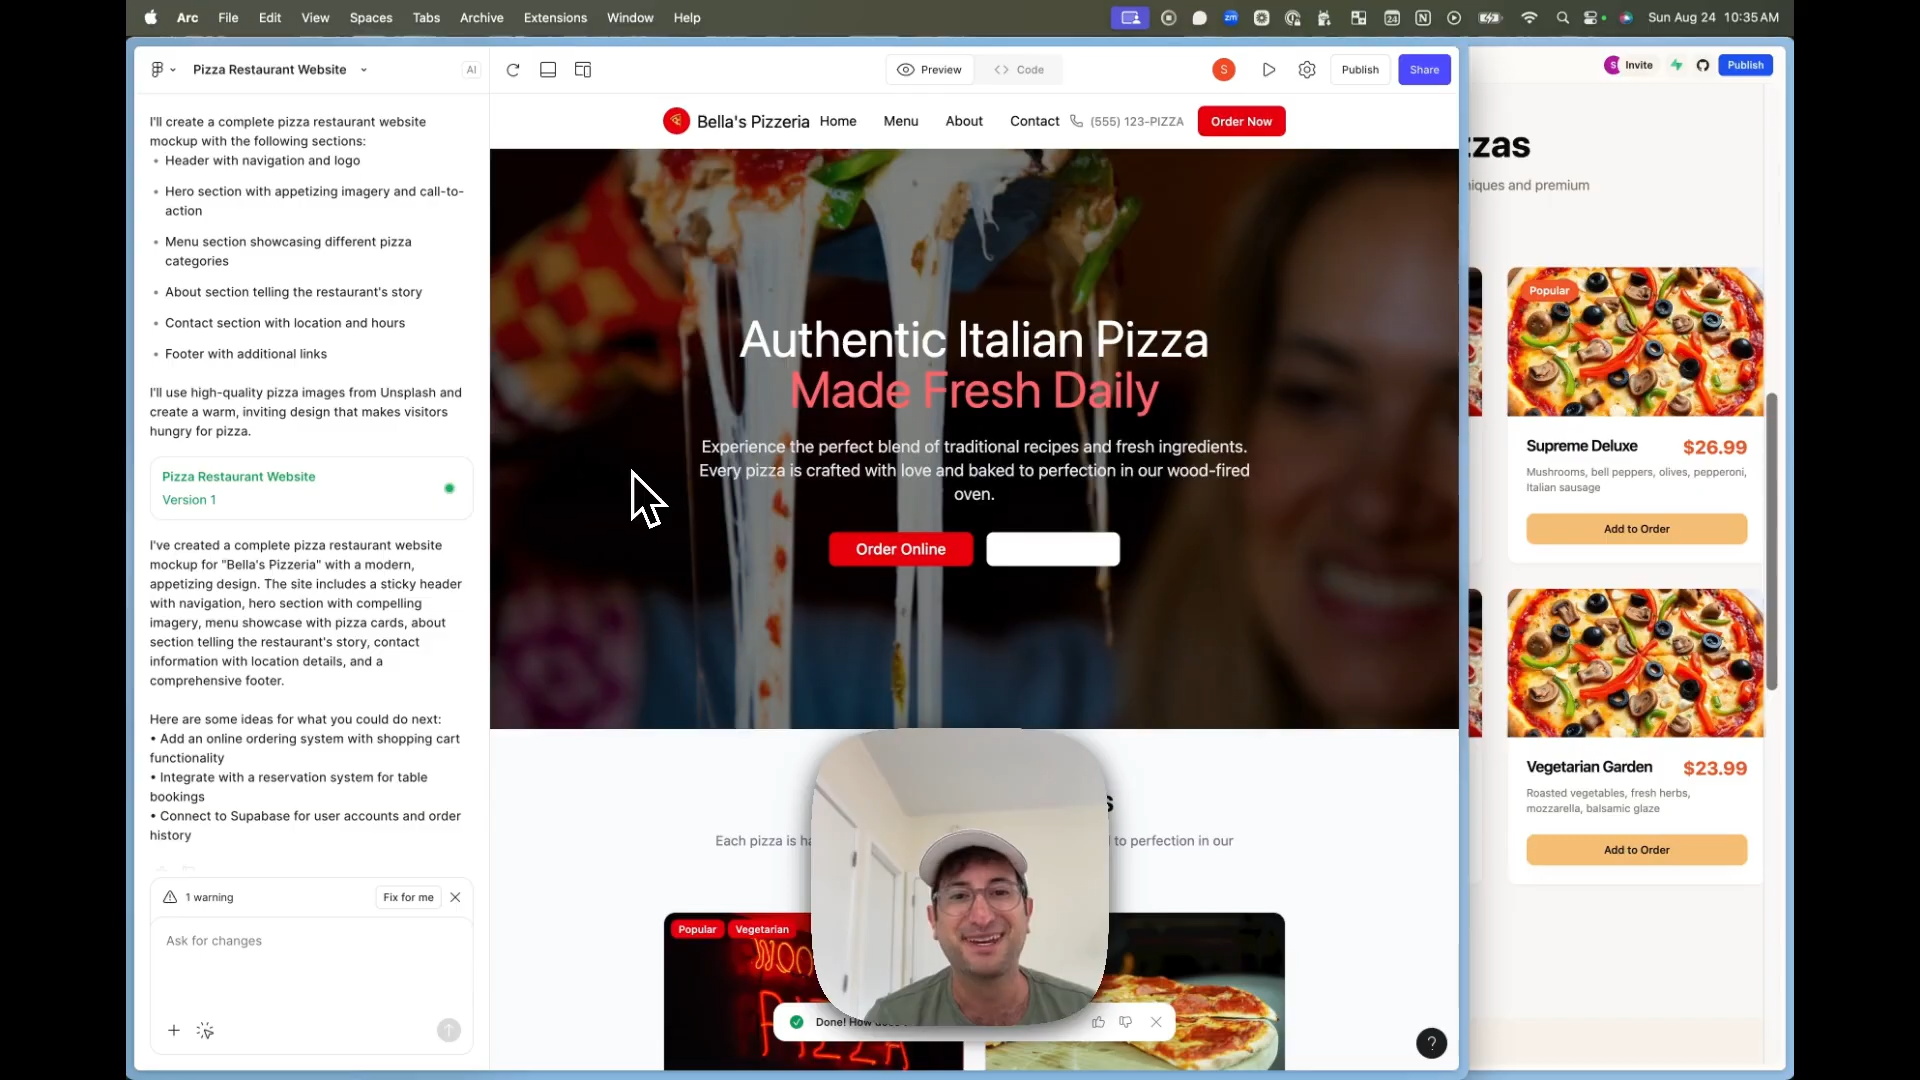 Arc File Edit View Spaces Tabs Archive Extensions Window Help
zm 24 Sun Aug 24 10:35 AM
Pizza Restaurant Website AI
Preview Code S Publish Share
S Invite Publish
I'll create a complete pizza restaurant website
mockup with the following sections:
• Header with navigation and logo
• Hero section with appetizing imagery and call-to-
action
• Menu section showcasing different pizza
categories
• About section telling the restaurant's story
• Contact section with location and hours
• Footer with additional links
I'll use high-quality pizza images from Unsplash and
create a warm, inviting design that makes visitors
hungry for pizza.
Pizza Restaurant Website
Version 1
I've created a complete pizza restaurant website
mockup for "Bella's Pizzeria" with a modern,
appetizing design. The site includes a sticky header
with navigation, hero section with compelling
imagery, menu showcase with pizza cards, about
section telling the restaurant's story, contact
information with location details, and a
comprehensive footer.
Here are some ideas for what you could do next:
• Add an online ordering system with shopping cart
functionality
• Integrate with a reservation system for table
bookings
• Connect to Supabase for user accounts and order
history
1 warning Fix for me
Ask for changes
Bella's Pizzeria Home Menu About Contact (555) 123-PIZZA Order Now
Authentic Italian Pizza
Made Fresh Daily
Experience the perfect blend of traditional recipes and fresh ingredients.
Every pizza is crafted with love and baked to perfection in our wood-fired
oven.
Order Online
s
Each pizza is ha
to perfection in our
Popular Vegetarian
WOO
PIZZA
Done! How
?
zzas
iques and premium
Popular
Supreme Deluxe $26.99
Mushrooms, bell peppers, olives, pepperoni,
Italian sausage
Add to Order
Vegetarian Garden $23.99
Roasted vegetables, fresh herbs,
mozzarella, balsamic glaze
Add to Order